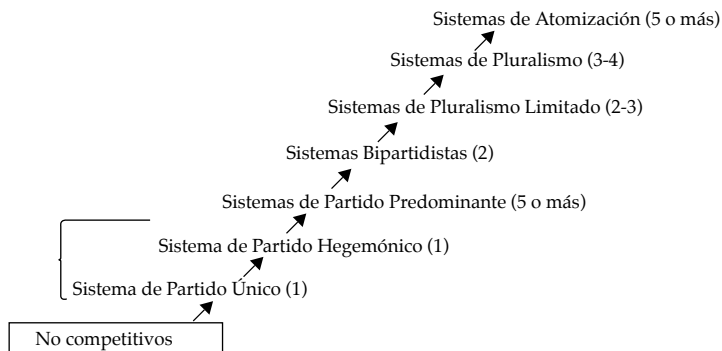 Sistemas de Atomización (5 o más)
Sistemas de Pluralismo (3-4)
Sistemas de Pluralismo Limitado (2-3)
Sistemas Bipartidistas (2)
Sistemas de Partido Predominante (5 o más)
Sistema de Partido Hegemónico (1)
Sistema de Partido Único (1)
No competitivos